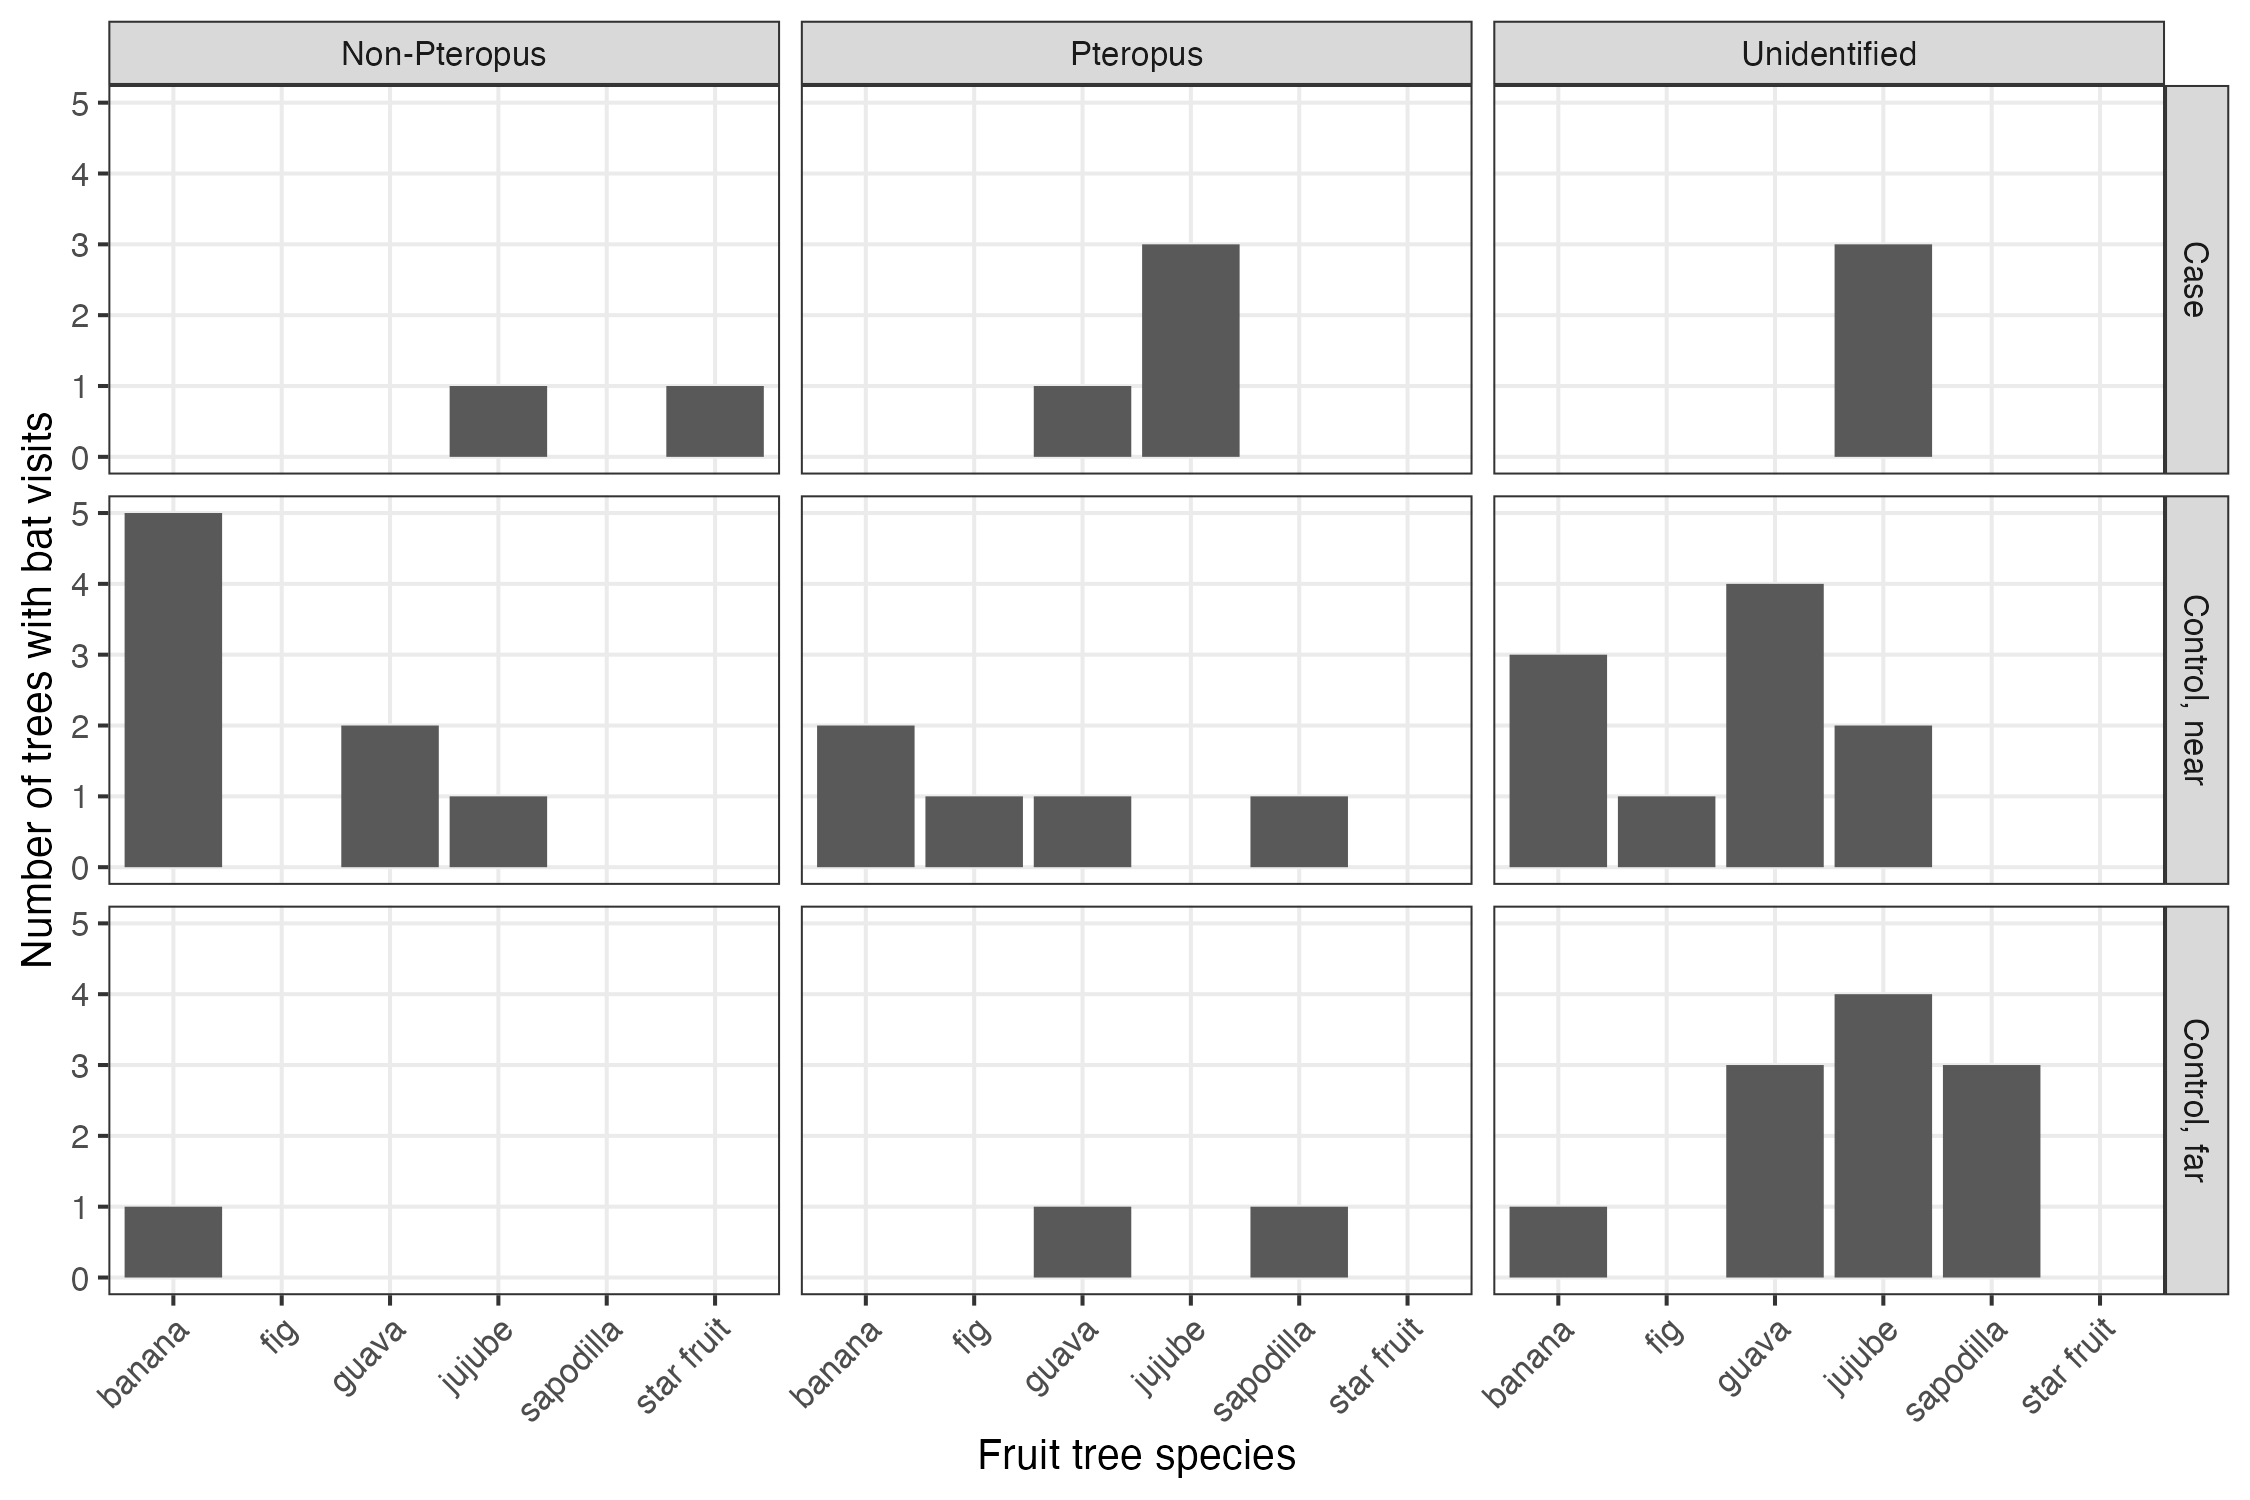 Non-Pteropus
Pteropus
Unidentified
5
4
3
2
1
0
Case
5
4
3
2
1
0
Control, near
5
4
3
2
1
0
Control, far
Number of trees with bat visits
banana
fig
guava
jujube
sapodilla
star fruit
banana
fig
guava
jujube
sapodilla
star fruit
banana
fig
guava
jujube
sapodilla
star fruit
Fruit tree species